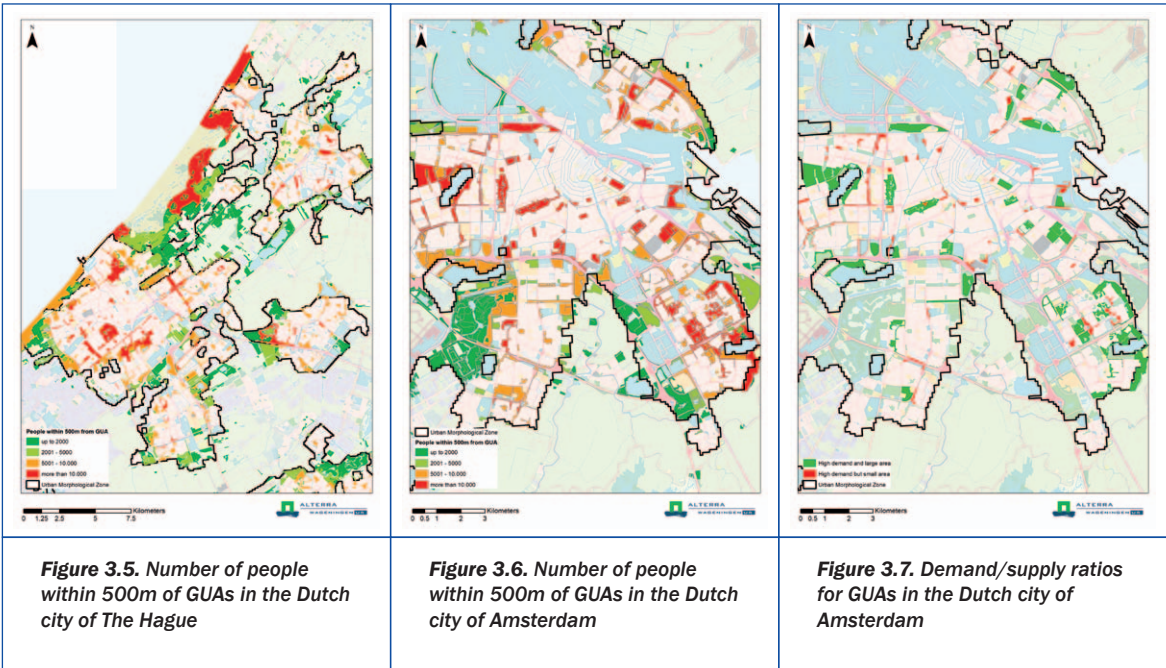 N
People within 500m from GUA
up to 2000
2001 - 5000
5001 - 10.000
more than 10.000
Urban Morphological Zone
0 1.25 2.5 5 7.5 Kilometers
ALTERRA
WAGENINGEN UR
N
Urban Morphological Zone
People within 500m from GUA
up to 2000
2001 - 5000
5001 - 10.000
more than 10.000
0 0.5 1 2 3 Kilometers
ALTERRA
WAGENINGEN UR
N
High demand and large area
High demand but small area
Urban Morphological Zone
0 0.5 1 2 3 Kilometers
ALTERRA
WAGENINGEN UR
Figure 3.5. Number of people
within 500m of GUAs in the Dutch
city of The Hague
Figure 3.6. Number of people
within 500m of GUAs in the Dutch
city of Amsterdam
Figure 3.7. Demand/supply ratios
for GUAs in the Dutch city of
Amsterdam